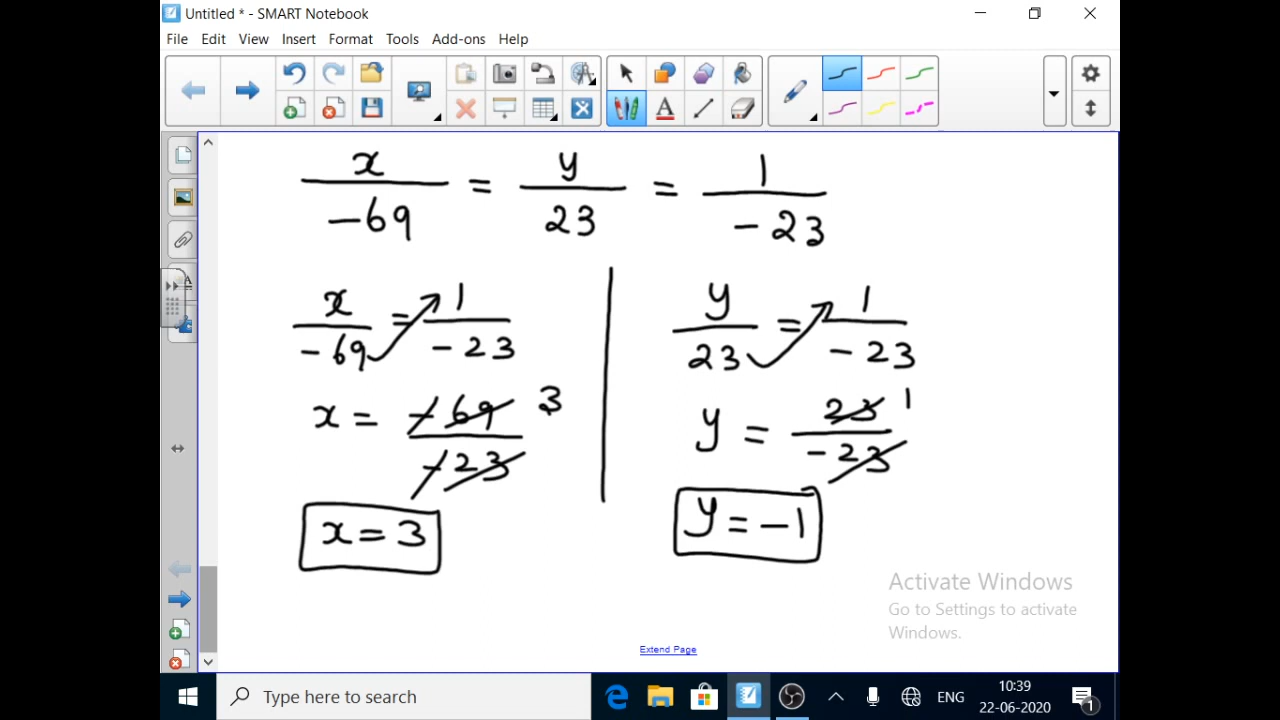 Untitled * - SMART Notebook
File Edit View Insert Format Tools Add-ons Help
x/-69 = y/23 = 1/-23
x/-69 = 1/-23
x = -69/-23 3
x = 3
y/23 = 1/-23
y = 23/-23 1
y = -1
Activate Windows
Go to Settings to activate
Windows.
Extend Page
Type here to search
ENG
10:39
22-06-2020
1